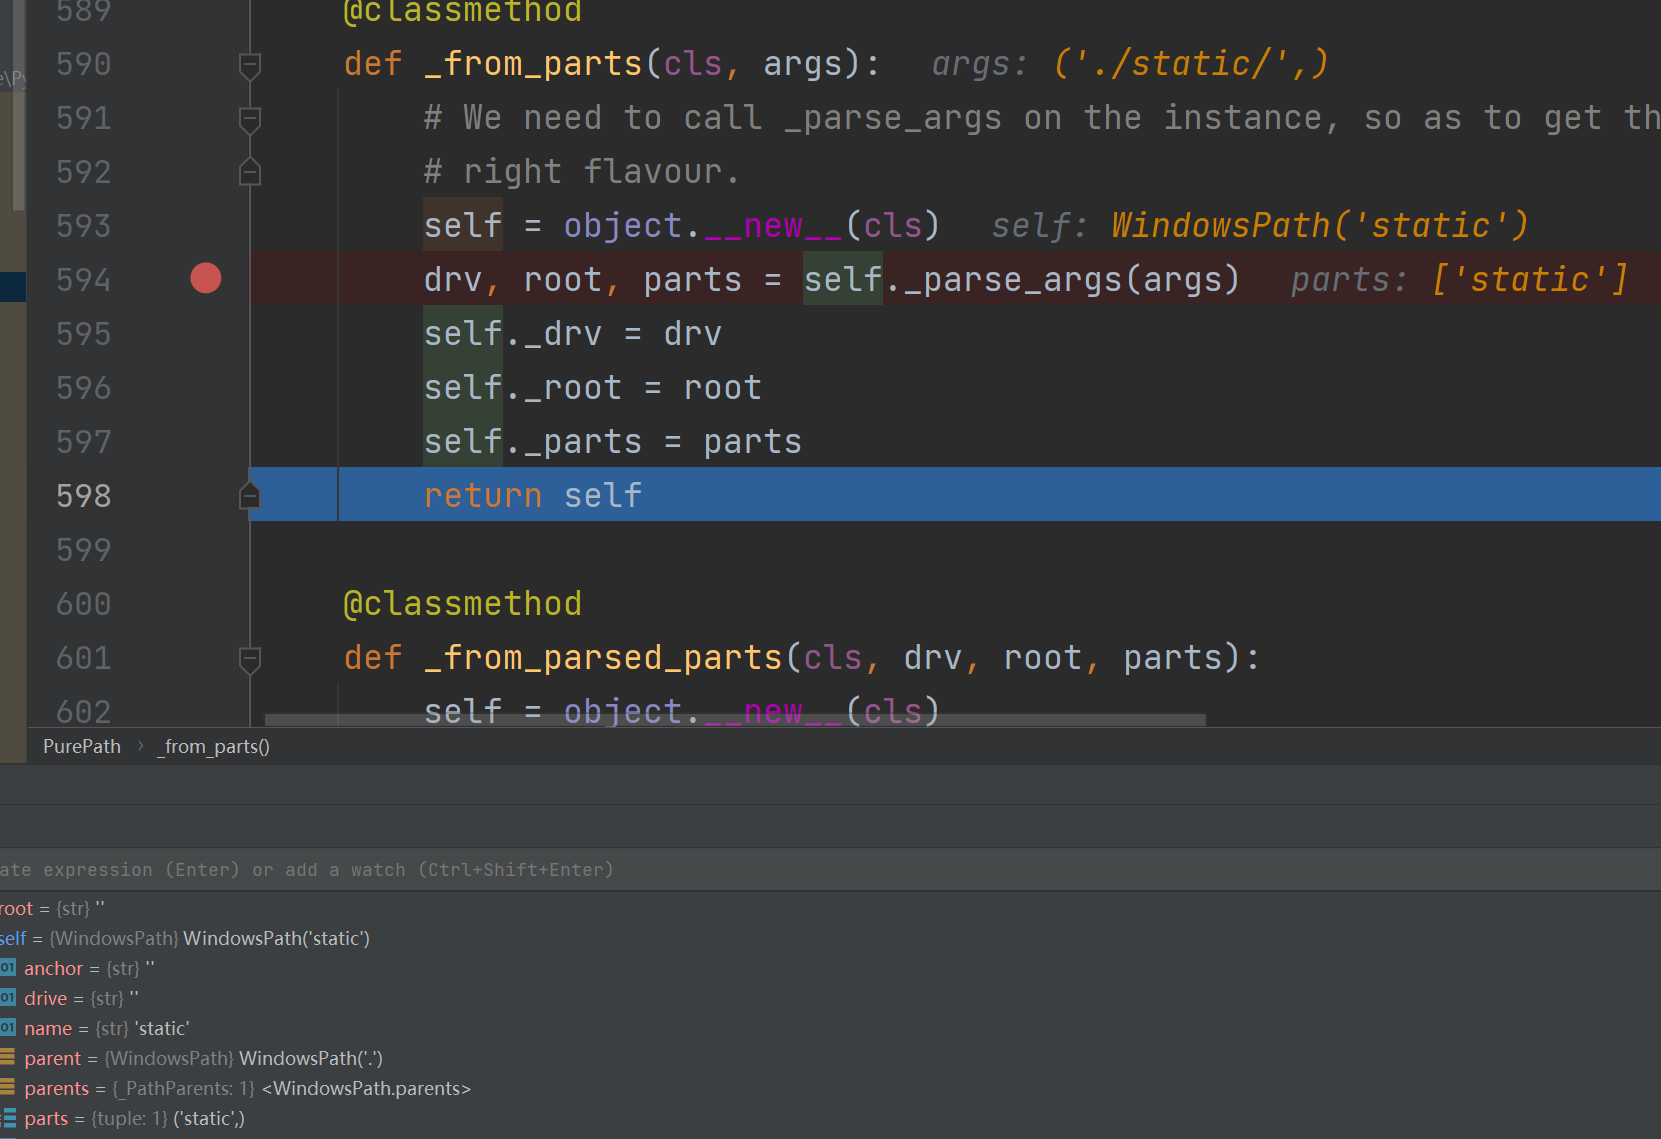 589 @classmethod
590 def _from_parts(cls, args): args: ('./static/',)
591 # We need to call _parse_args on the instance, so as to get th
592 # right flavour.
593 self = object.__new__(cls) self: WindowsPath('static')
594 drv, root, parts = self._parse_args(args) parts: ['static']
595 self._drv = drv
596 self._root = root
597 self._parts = parts
598 return self
599
600 @classmethod
601 def _from_parsed_parts(cls, drv, root, parts):
602 self = object.__new__(cls)
PurePath › _from_parts()
ate expression (Enter) or add a watch (Ctrl+Shift+Enter)
root = {str} ''
self = {WindowsPath} WindowsPath('static')
01 anchor = {str} ''
01 drive = {str} ''
01 name = {str} 'static'
parent = {WindowsPath} WindowsPath('.')
parents = {_PathParents: 1} <WindowsPath.parents>
parts = {tuple: 1} ('static',)